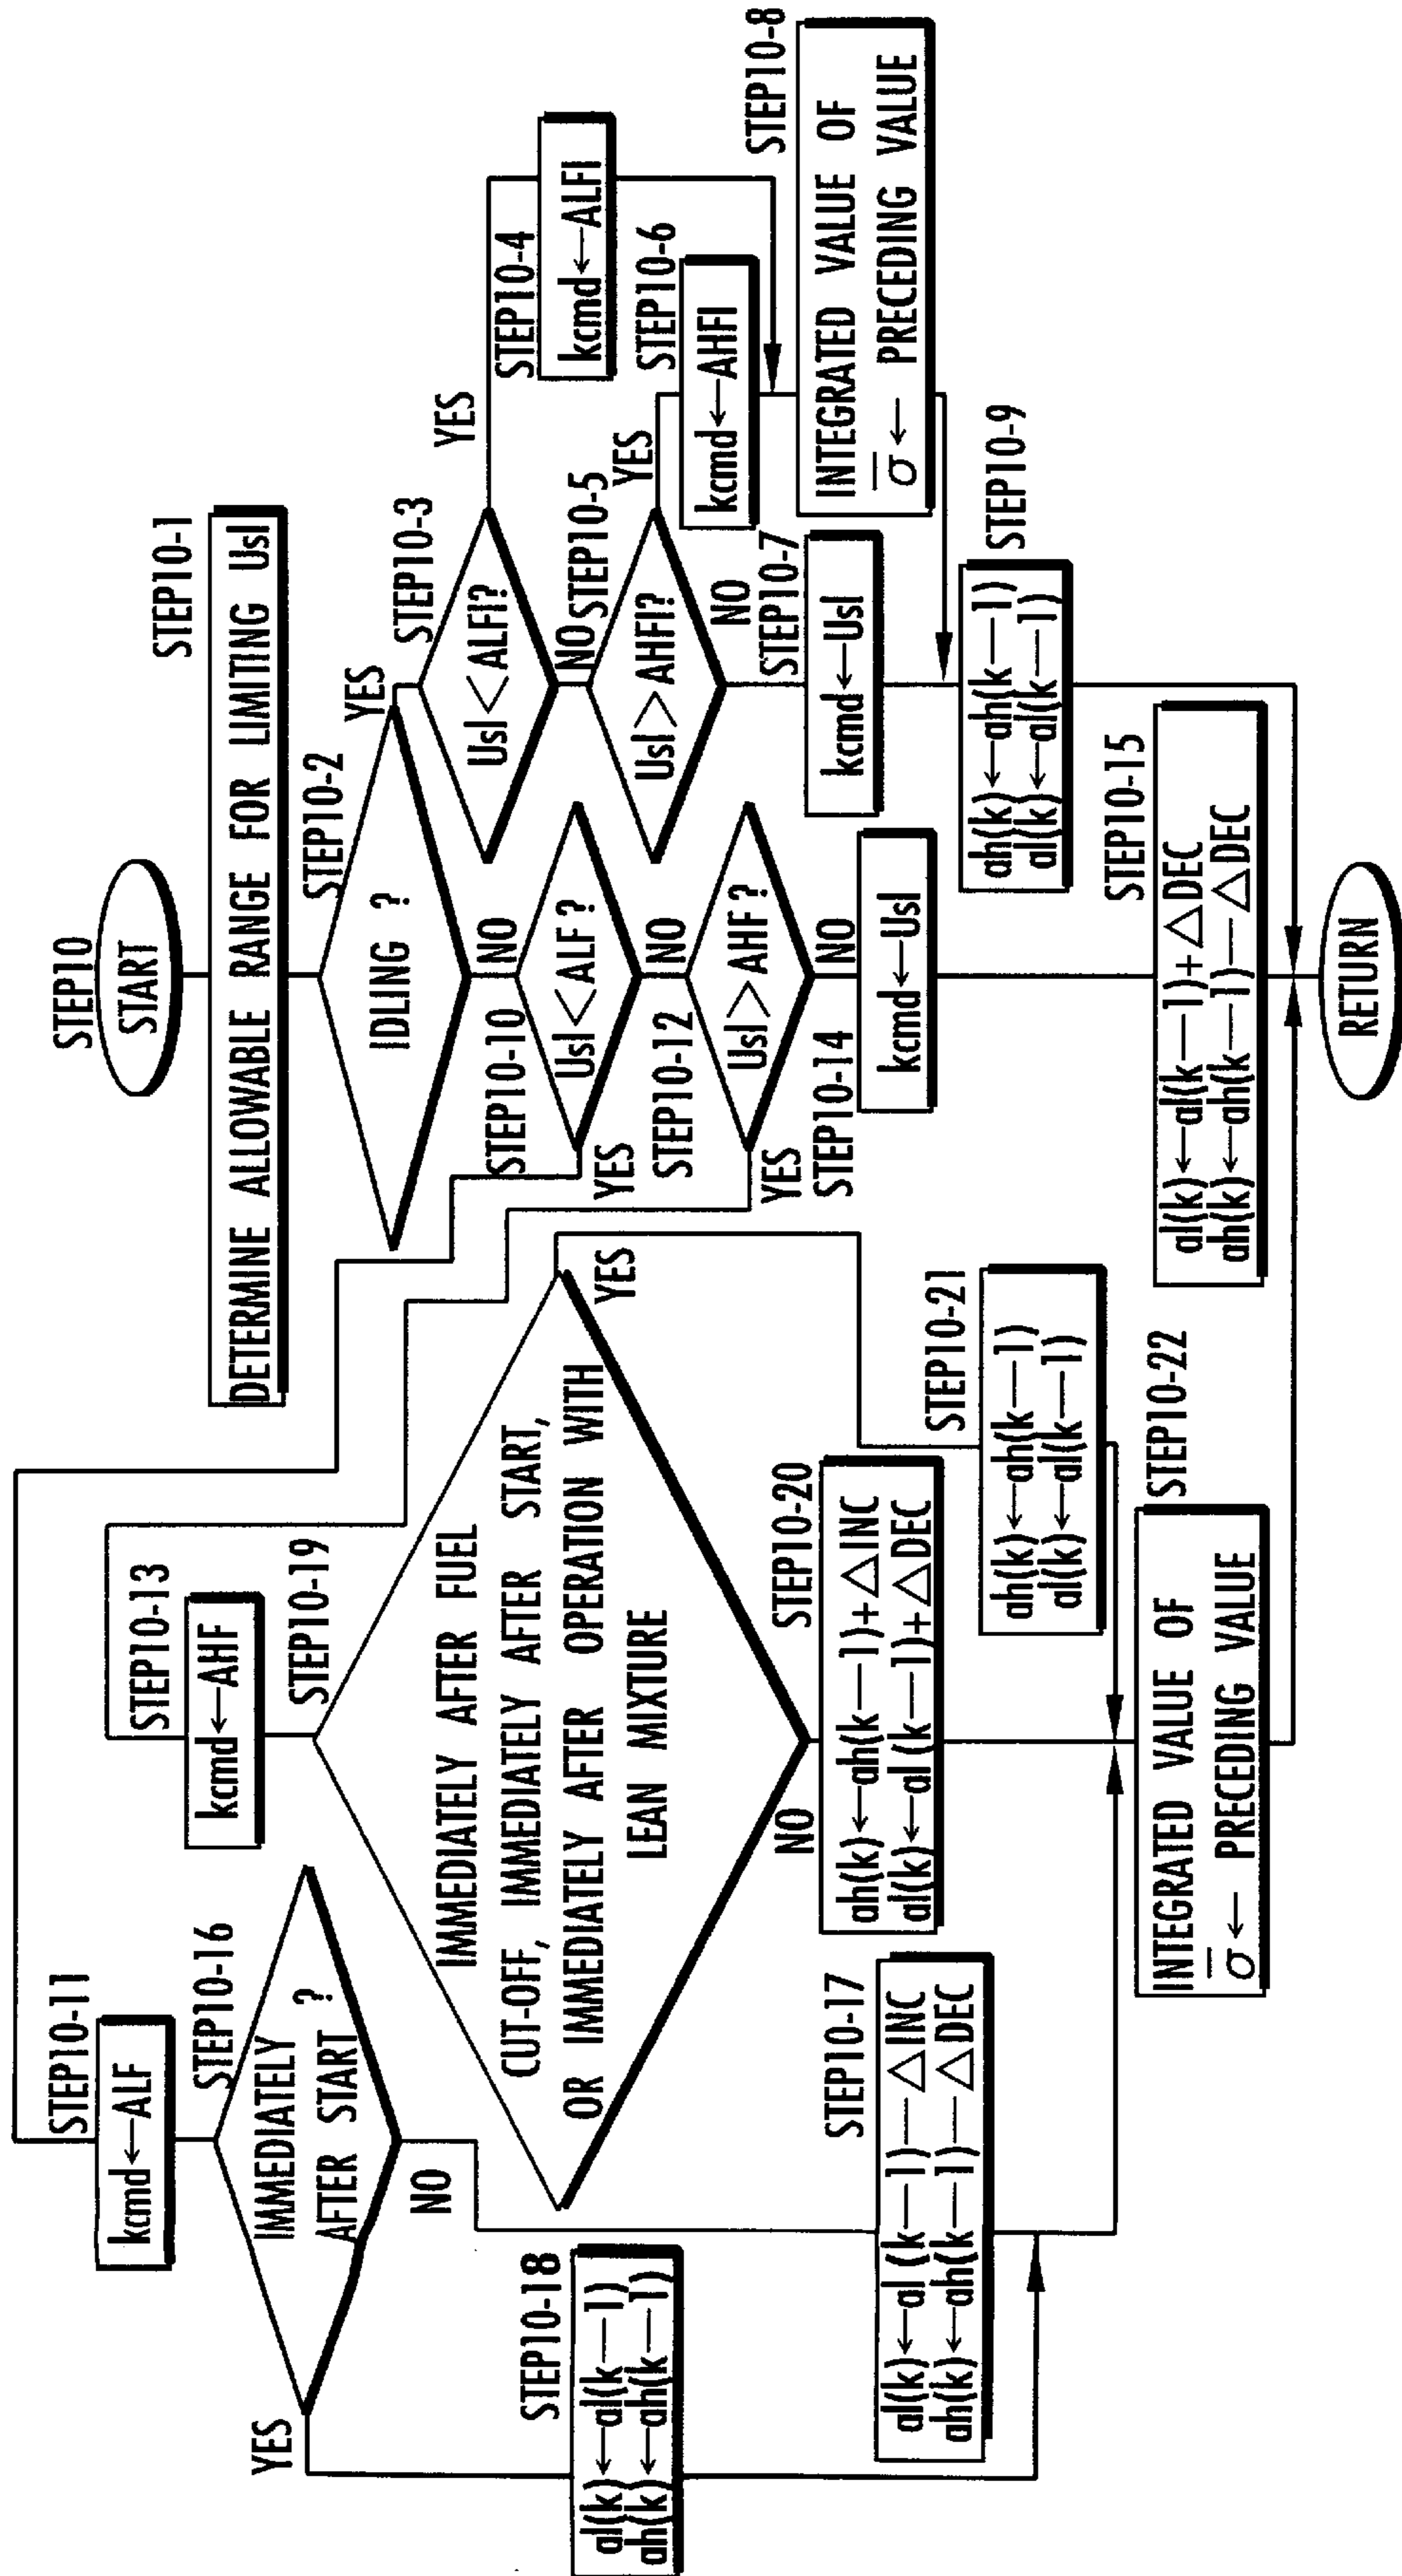 STEP10
START
STEP10-1
DETERMINE ALLOWABLE RANGE FOR LIMITING Usl
STEP10-2
IDLING ?
YES
NO
STEP10-3
Usl < ALFI?
YES
NO
STEP10-4
kcmd←ALFI
STEP10-5
Usl > AHFI?
YES
NO
STEP10-6
kcmd←AHFI
STEP10-7
kcmd←Usl
STEP10-8
INTEGRATED VALUE OF
σ̄ ← PRECEDING VALUE
STEP10-9
ah(k)←ah(k—1)
al(k)←al(k—1)
STEP10-10
Usl < ALF ?
YES
NO
STEP10-11
kcmd←ALF
STEP10-12
Usl > AHF ?
YES
NO
STEP10-13
kcmd←AHF
STEP10-14
kcmd←Usl
STEP10-15
al(k)←al(k—1)+△DEC
ah(k)←ah(k—1)—△DEC
STEP10-16
IMMEDIATELY
AFTER START ?
YES
NO
STEP10-17
al(k)←al(k—1)—△INC
ah(k)←ah(k—1)—△DEC
STEP10-18
al(k)←al(k—1)
ah(k)←ah(k—1)
STEP10-19
IMMEDIATELY AFTER FUEL
CUT-OFF, IMMEDIATELY AFTER START,
OR IMMEDIATELY AFTER OPERATION WITH
LEAN MIXTURE
YES
NO
STEP10-20
ah(k)←ah(k—1)+△INC
al(k)←al(k—1)+△DEC
STEP10-21
ah(k)←ah(k—1)
al(k)←al(k—1)
STEP10-22
INTEGRATED VALUE OF
σ̄ ← PRECEDING VALUE
RETURN